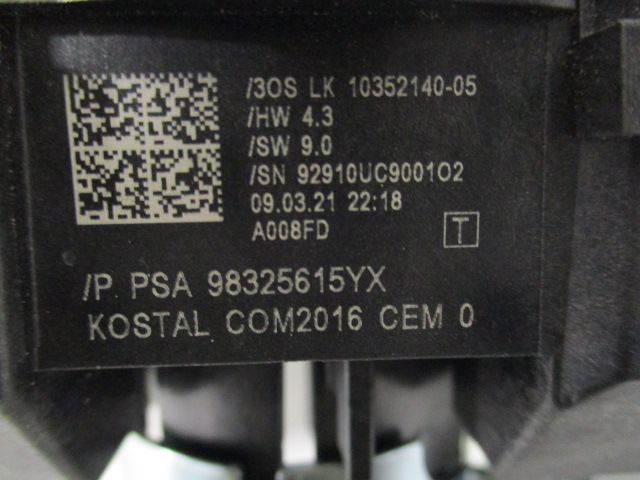 /3OS LK 10352140-05
/HW 4.3
/SW 9.0
/SN 92910UC9001O2
09.03.21 22:18
A008FD
T
/P PSA 98325615YX
KOSTAL COM2016 CEM 0